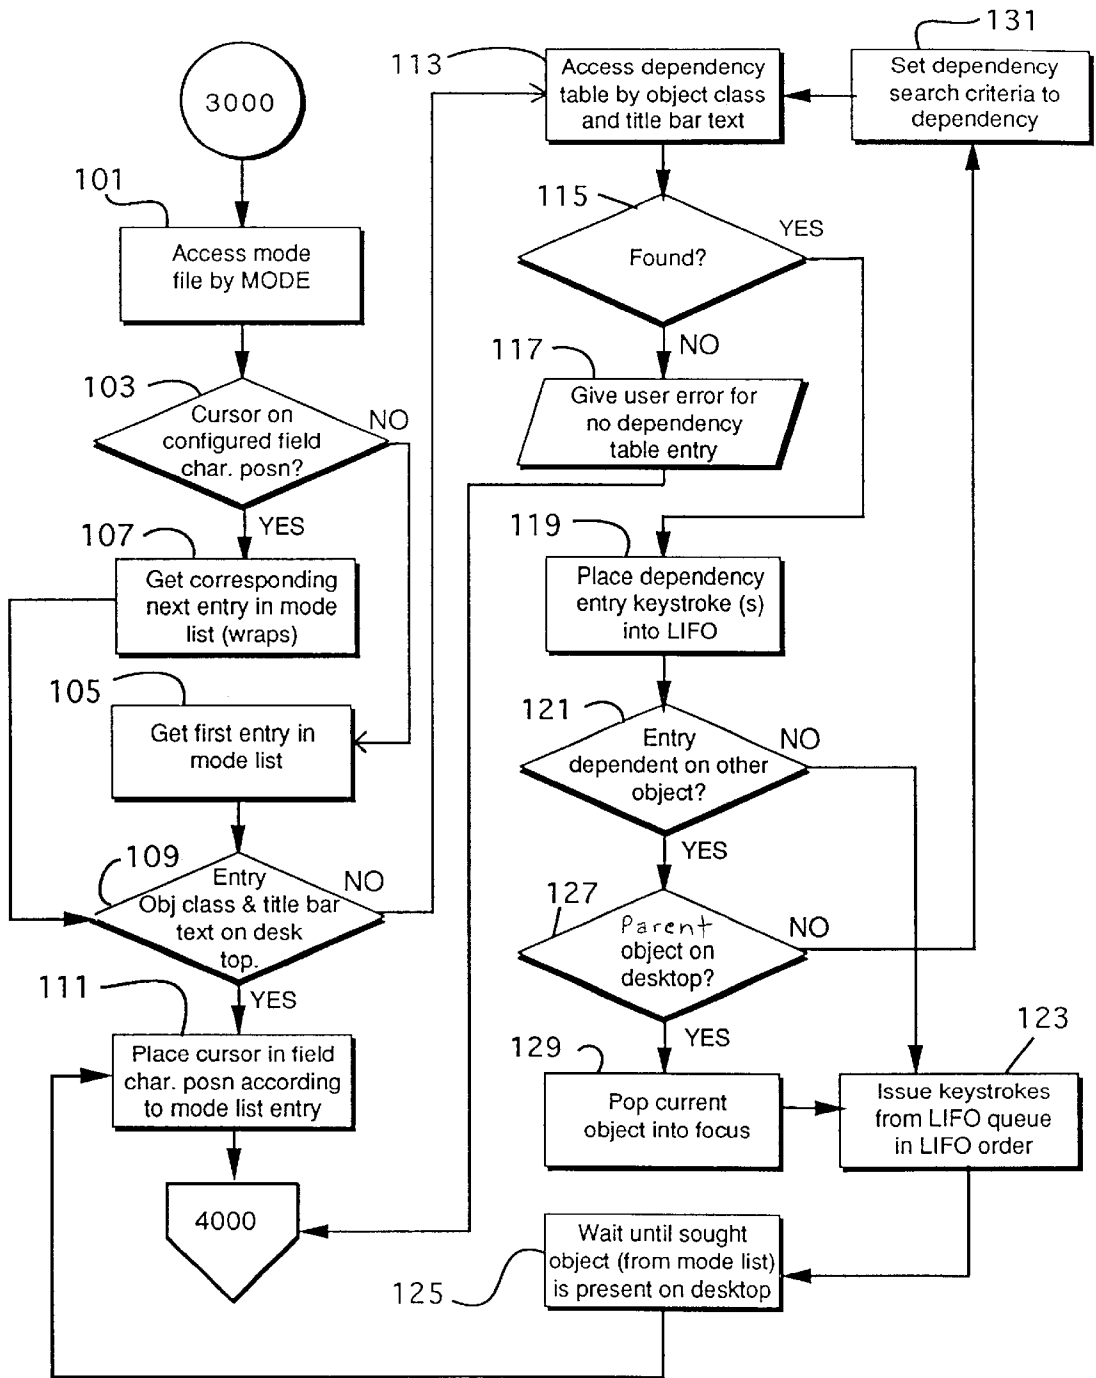 3000
101
Access mode
file by MODE
103
Cursor on
configured field
char. posn?
NO
YES
107
Get corresponding
next entry in mode
list (wraps)
105
Get first entry in
mode list
109
Entry
Obj class & title bar
text on desk
top.
NO
YES
111
Place cursor in field
char. posn according
to mode list entry
4000
113
Access dependency
table by object class
and title bar text
131
Set dependency
search criteria to
dependency
115
Found?
YES
NO
117
Give user error for
no dependency
table entry
119
Place dependency
entry keystroke (s)
into LIFO
121
Entry
dependent on other
object?
NO
YES
127
Parent
object on
desktop?
NO
YES
129
Pop current
object into focus
123
Issue keystrokes
from LIFO queue
in LIFO order
125
Wait until sought
object (from mode list)
is present on desktop